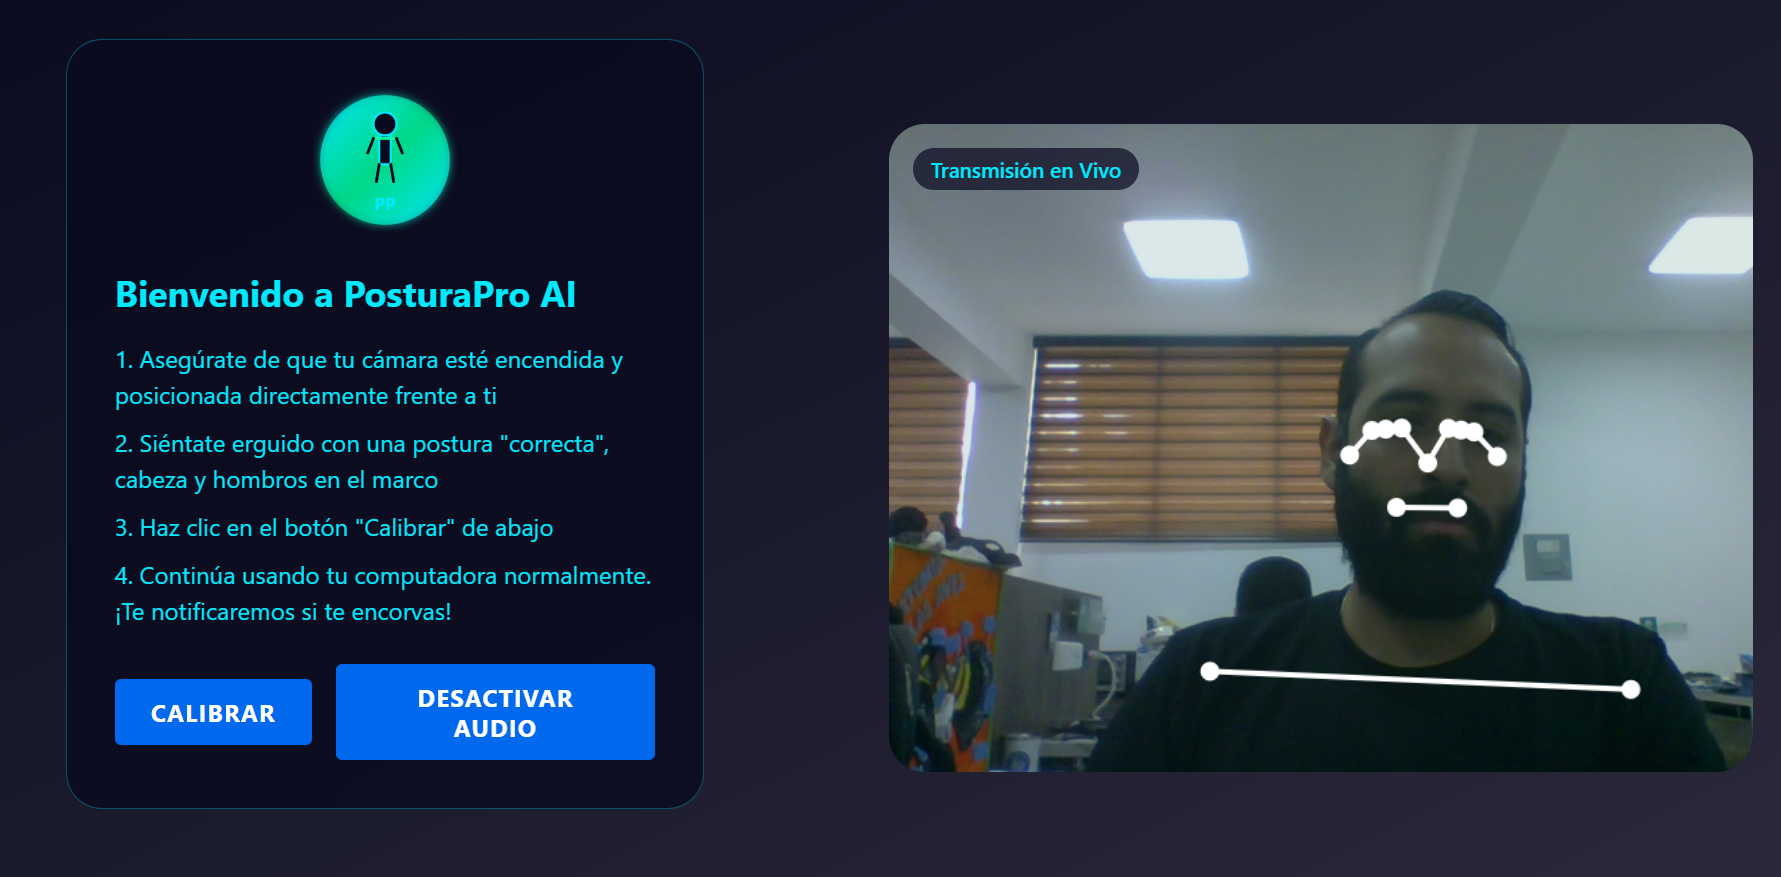 PP
Bienvenido a PosturaPro AI
1. Asegúrate de que tu cámara esté encendida y
posicionada directamente frente a ti
2. Siéntate erguido con una postura "correcta",
cabeza y hombros en el marco
3. Haz clic en el botón "Calibrar" de abajo
4. Continúa usando tu computadora normalmente.
¡Te notificaremos si te encorvas!
CALIBRAR
DESACTIVAR
AUDIO
Transmisión en Vivo